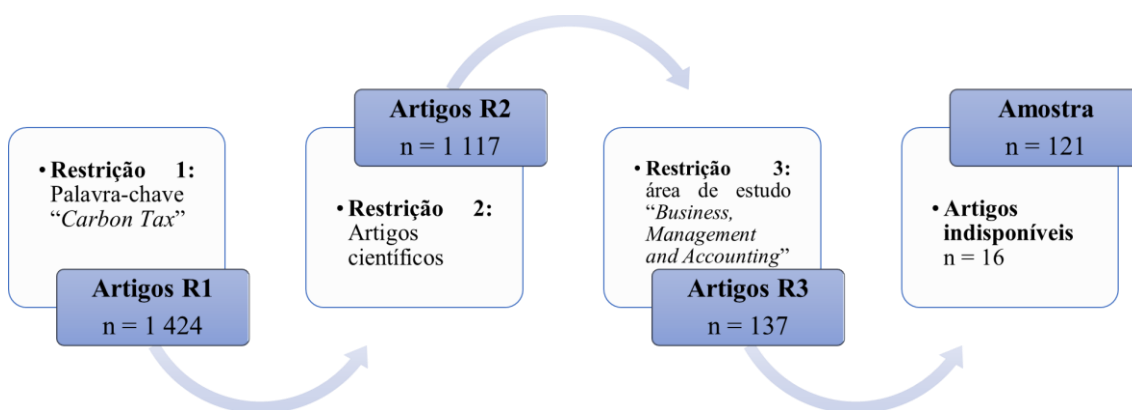 • Restrição 1:
Palavra-chave
“Carbon Tax”
Artigos R1
n = 1 424
Artigos R2
n = 1 117
• Restrição 2:
Artigos
científicos
• Restrição 3:
área de estudo
“Business,
Management
and Accounting”
Artigos R3
n = 137
Amostra
n = 121
• Artigos
indisponíveis
n = 16